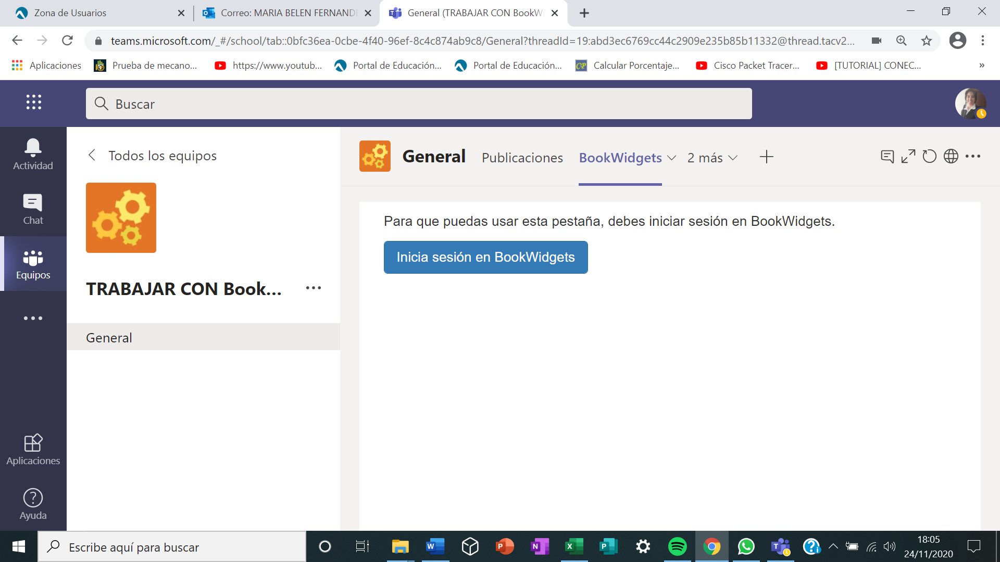 Zona de Usuarios
Correo: MARIA BELEN FERNAND
General (TRABAJAR CON BookWi
teams.microsoft.com/_#/school/tab::0bfc36ea-0cbe-4f40-96ef-8c4c874ab9c8/General?threadId=19:abd3ec6769cc44c2909e235b85b11332@thread.tacv2...
Aplicaciones
Prueba de mecano...
https://www.youtub...
Portal de Educación...
Portal de Educación...
CP
Calcular Porcentaje...
Cisco Packet Tracer...
[TUTORIAL] CONEC...
»
Buscar
Actividad
Chat
Equipos
Aplicaciones
Ayuda
Todos los equipos
TRABAJAR CON Book...
General
General
Publicaciones
BookWidgets
2 más
Para que puedas usar esta pestaña, debes iniciar sesión en BookWidgets.
Inicia sesión en BookWidgets
Escribe aquí para buscar
18:05
24/11/2020